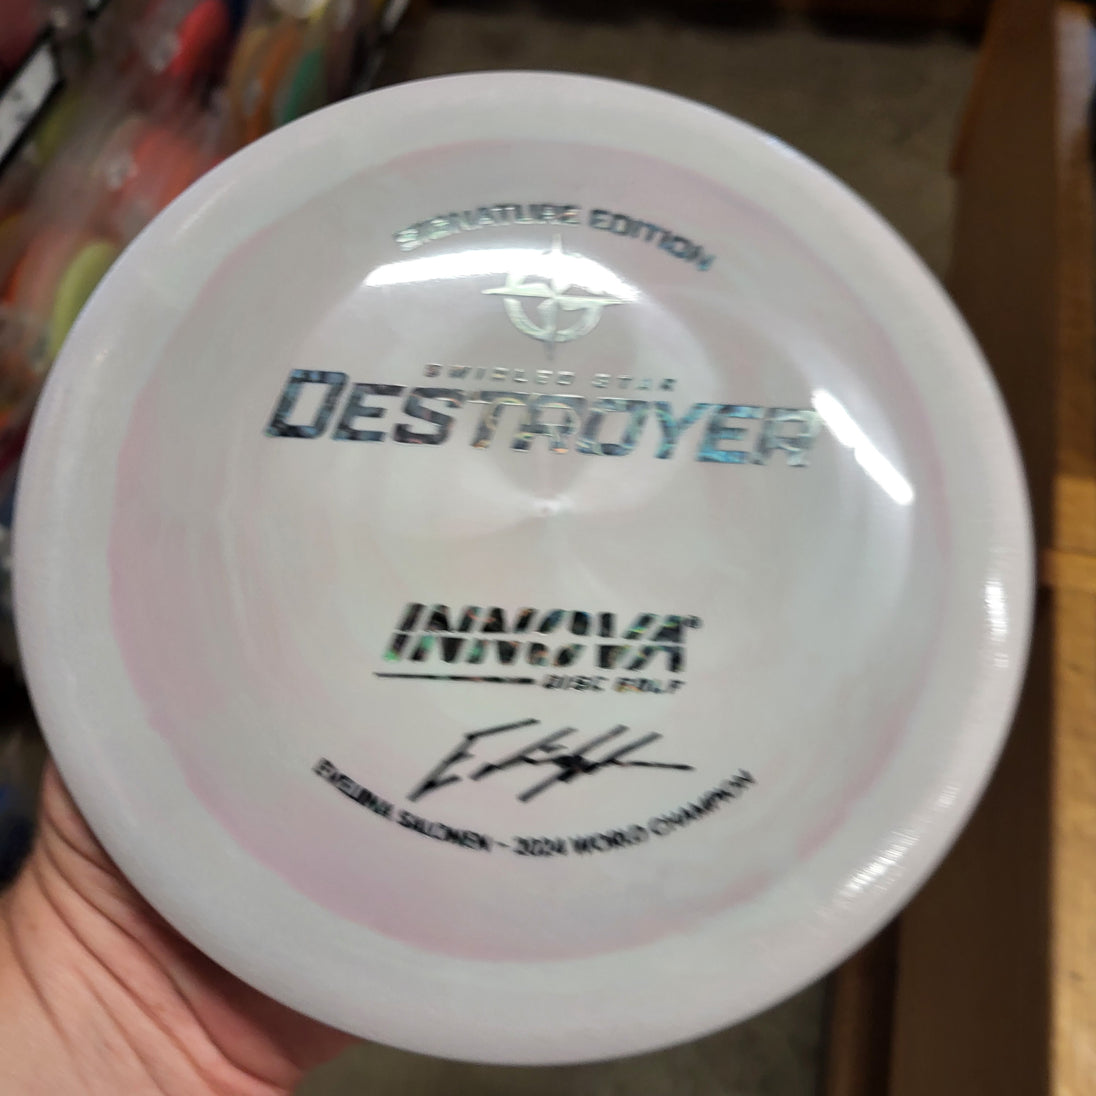 SIGNATURE EDITION
SWIRLED STAR
DESTROYER
INNOVA®
DISC GOLF
EVELIINA SALONEN - 2024 WORLD CHAMPION